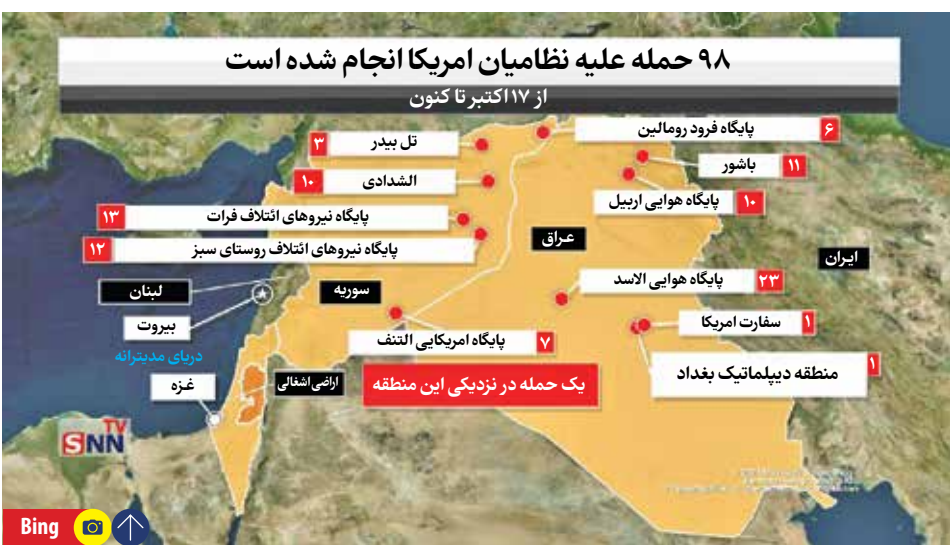 ۹۸ حمله علیه نظامیان امریکا انجام شده است
از ۱۷ اکتبر تا کنون
۶ پایگاه فرود رومالین
۳ تل بیدر
۱۱ باشور
۱۰ الشدادی
۱۰ پایگاه هوایی اربیل
۱۳ پایگاه نیروهای ائتلاف فرات
۱۲ پایگاه نیروهای ائتلاف روستای سبز
عراق
ایران
۲۳ پایگاه هوایی الاسد
سوریه
لبنان
بیروت
۱ سفارت امریکا
۷ پایگاه امریکایی التنف
دریای مدیترانه
۱ منطقه دیپلماتیک بغداد
یک حمله در نزدیکی این منطقه
اراضی اشغالی
غزه
SNN TV
Bing